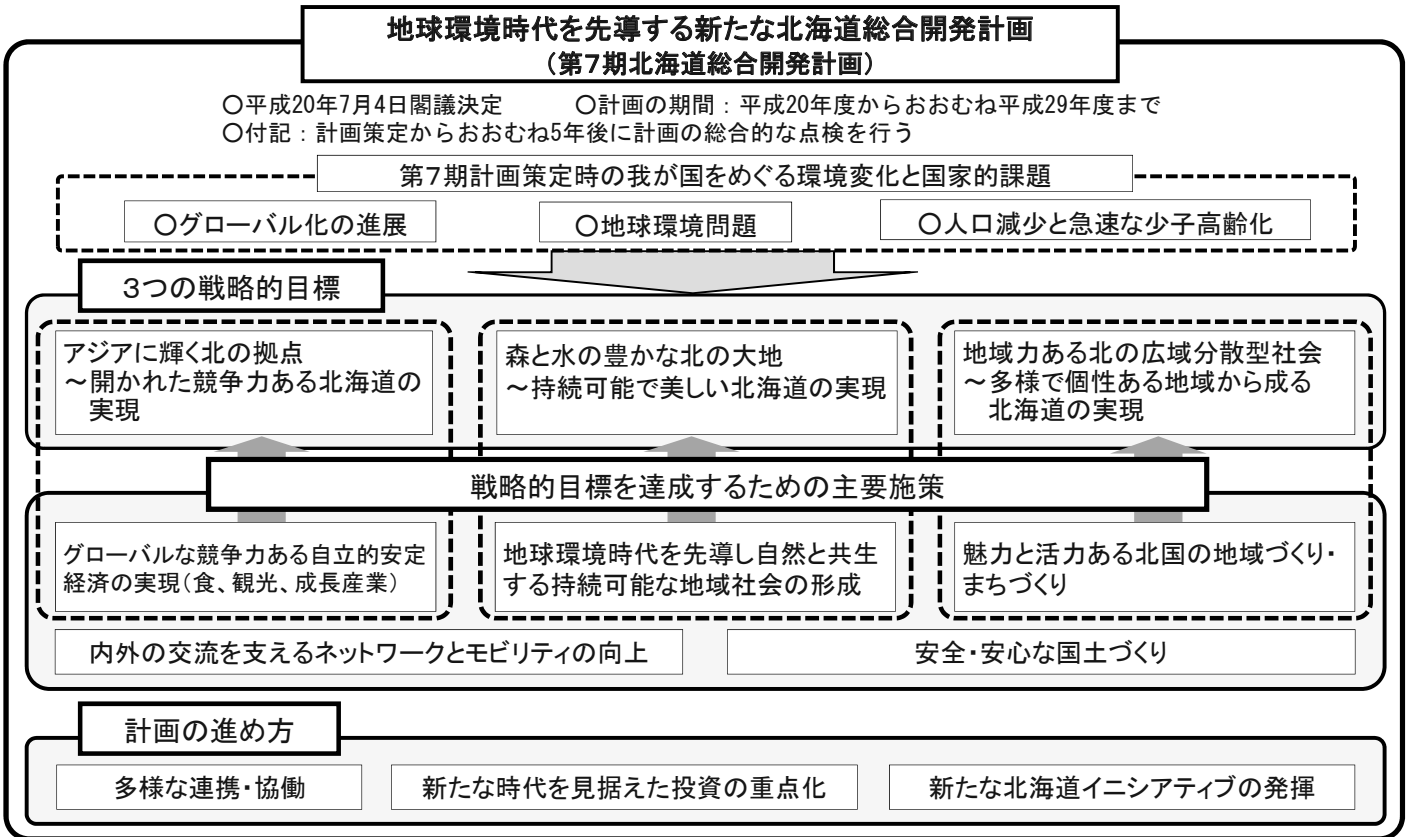 地球環境時代を先導する新たな北海道総合開発計画
（第７期北海道総合開発計画）
○平成20年7月4日閣議決定　　○計画の期間：平成20年度からおおむね平成29年度まで
○付記：計画策定からおおむね5年後に計画の総合的な点検を行う
第７期計画策定時の我が国をめぐる環境変化と国家的課題
○グローバル化の進展
○地球環境問題
○人口減少と急速な少子高齢化
３つの戦略的目標
アジアに輝く北の拠点
～開かれた競争力ある北海道の
実現
森と水の豊かな北の大地
～持続可能で美しい北海道の実現
地域力ある北の広域分散型社会
～多様で個性ある地域から成る
北海道の実現
戦略的目標を達成するための主要施策
グローバルな競争力ある自立的安定
経済の実現（食、観光、成長産業）
地球環境時代を先導し自然と共生
する持続可能な地域社会の形成
魅力と活力ある北国の地域づくり・
まちづくり
内外の交流を支えるネットワークとモビリティの向上
安全・安心な国土づくり
計画の進め方
多様な連携・協働
新たな時代を見据えた投資の重点化
新たな北海道イニシアティブの発揮